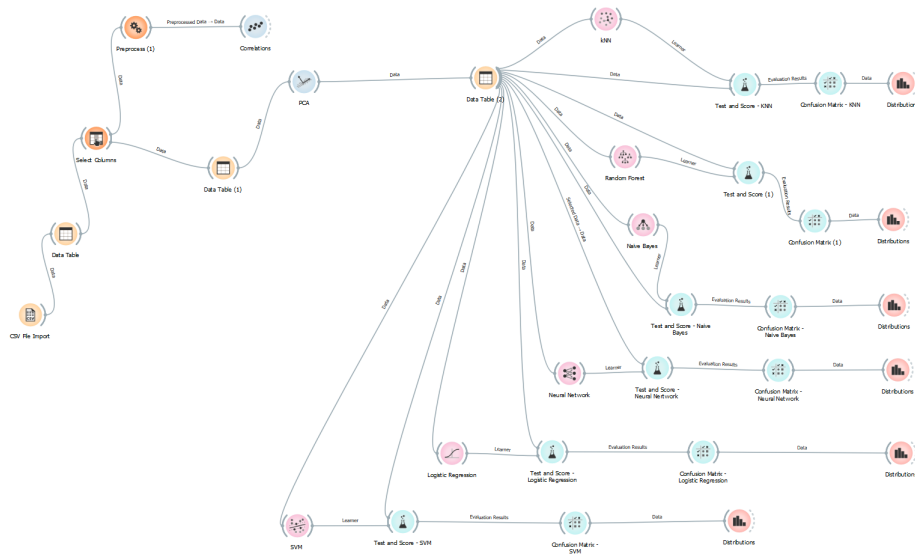 Preprocessed Data → Data
Preprocess (1)
Correlations
Data
kNN
Learner
Data
PCA
Data
Data Table (2)
Data
Evaluation Results
Data
Test and Score - KNN
Confusion Matrix - KNN
Distribution
Data
Data
Select Columns
Data
Data Table (1)
Data
Data
Random Forest
Learner
Test and Score (1)
Evaluation Results
Data
Confusion Matrix (1)
Distributions
Data
Data
Data Table
Data
CSV File Import
Data
Selected Data → Data
Naive Bayes
Learner
Evaluation Results
Data
Test and Score - Naive
Bayes
Confusion Matrix -
Naive Bayes
Distributions
Data
Data
Data
Neural Network
Learner
Evaluation Results
Data
Test and Score -
Neural Nertwork
Confusion Matrix -
Neural Network
Distributions
Logistic Regression
Learner
Evaluation Results
Data
Test and Score -
Logistic Regression
Confusion Matrix -
Logistic Regression
Distributions
SVM
Learner
Test and Score - SVM
Evaluation Results
Data
Confusion Matrix -
SVM
Distributions